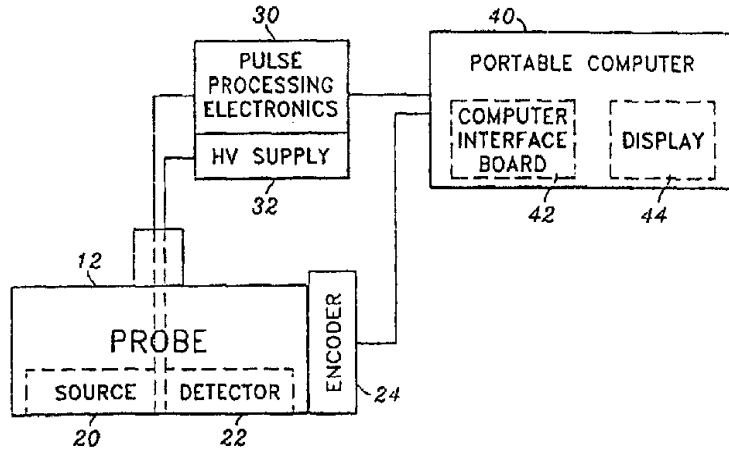 30
PULSE
PROCESSING
ELECTRONICS
HV SUPPLY
32
40
PORTABLE COMPUTER
COMPUTER
INTERFACE
BOARD
42
DISPLAY
44
12
PROBE
SOURCE
DETECTOR
20
22
ENCODER
24